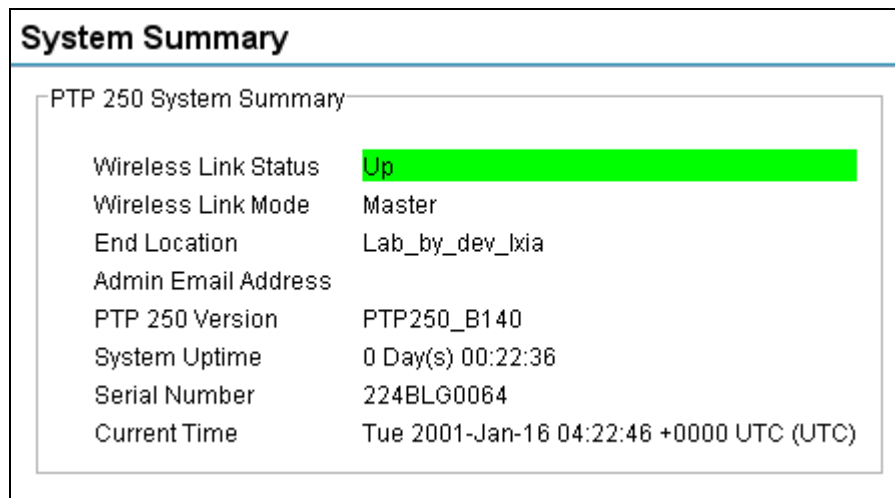 System Summary
PTP 250 System Summary
Wireless Link Status Up
Wireless Link Mode Master
End Location Lab_by_dev_Ixia
Admin Email Address
PTP 250 Version PTP250_B140
System Uptime 0 Day(s) 00:22:36
Serial Number 224BLG0064
Current Time Tue 2001-Jan-16 04:22:46 +0000 UTC (UTC)